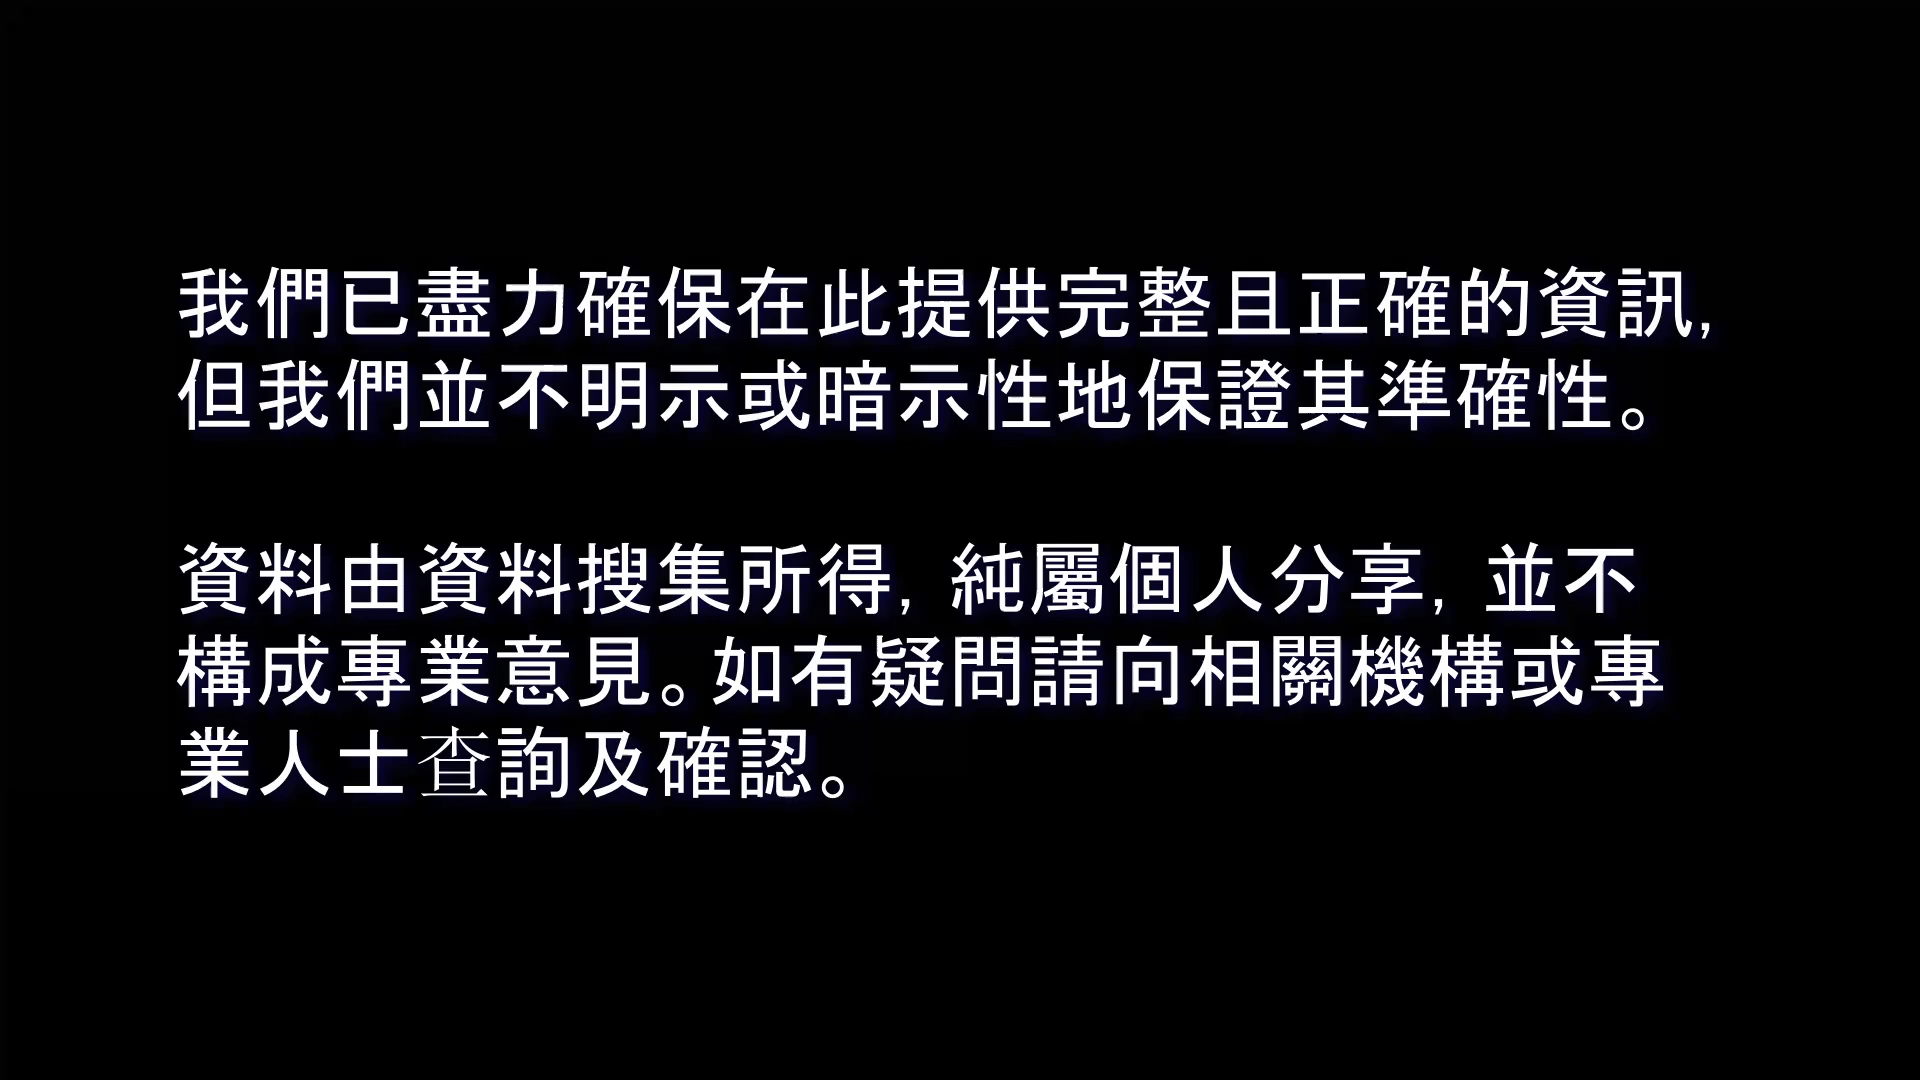 我們已盡力確保在此提供完整且正確的資訊,
但我們並不明示或暗示性地保證其準確性。
資料由資料搜集所得, 純屬個人分享, 並不
構成專業意見。如有疑問請向相關機構或專
業人士查詢及確認。